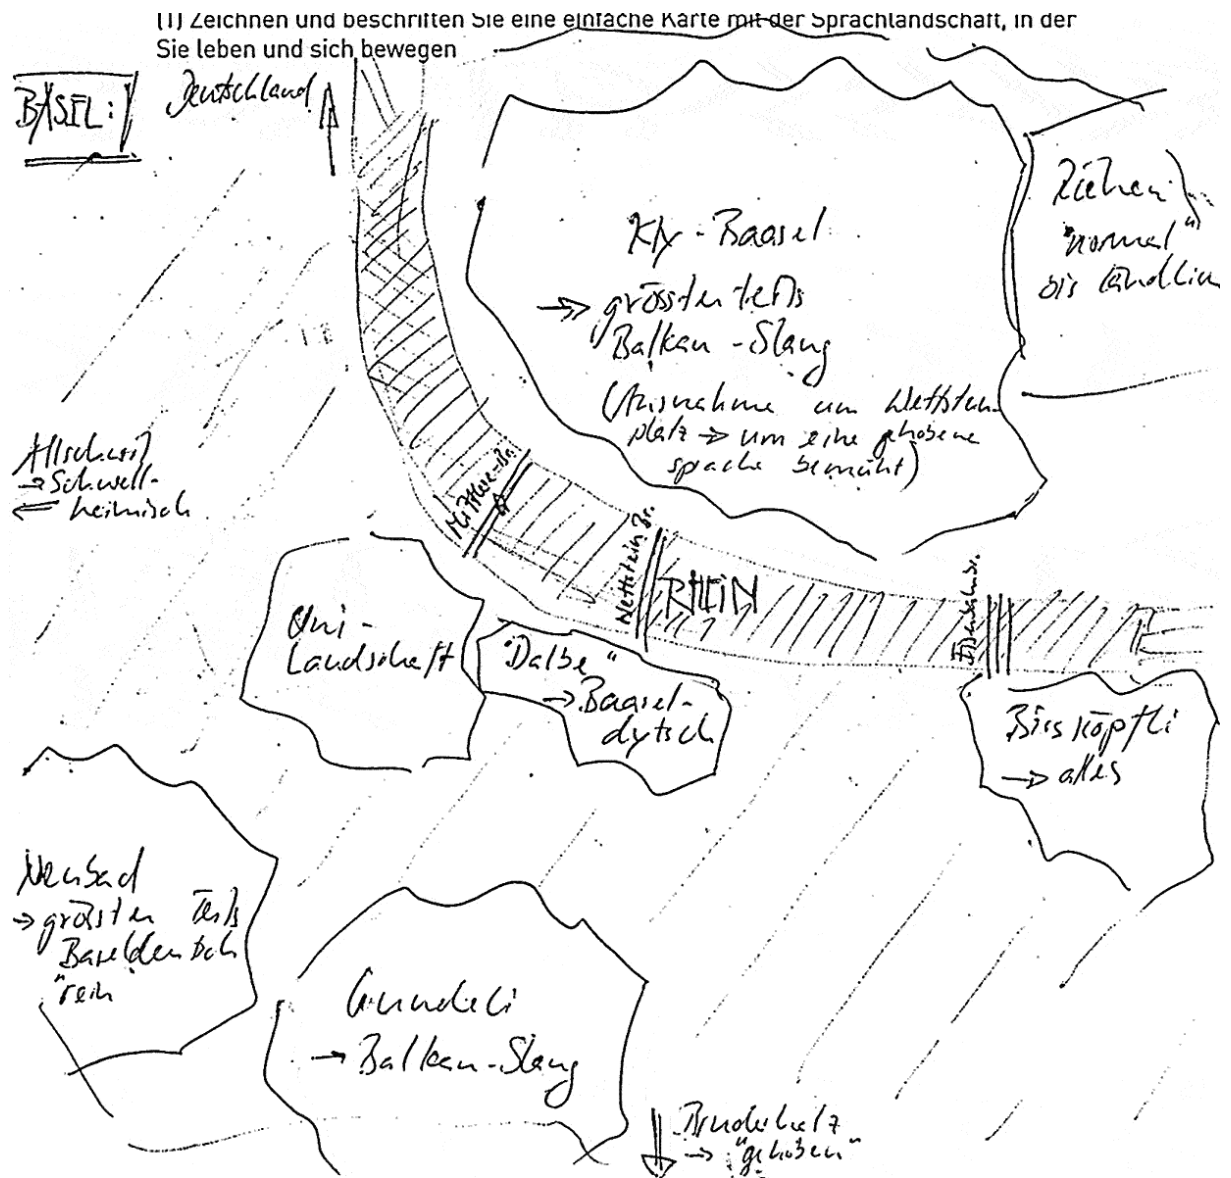 (1) Zeichnen und beschriften Sie eine einfache Karte mit der Sprachlandschaft, in der
Sie leben und sich bewegen
BASEL:
Deutschland
Kly-Baasel
grösstenteils
Balkan-Slang
(Ausnahme um Wettstein-
platz → um eine gehobene
sprache bemüht)
Riehen
"normal"
bis ländlich
Allschwil
→ Schwell-
heimisch
Mittlere-Br.
Wettstein Br.
RHEIN
Eisenbahnbr.
Uni-
Landschaft
"Dalbe"
→ Baasel-
dytsch
→ alles
Neubad
→ grössten Teils
Baseldeutsch
"rein"
Gundeli
→ Balkan-Slang
Bruderholz
→ "gehoben"